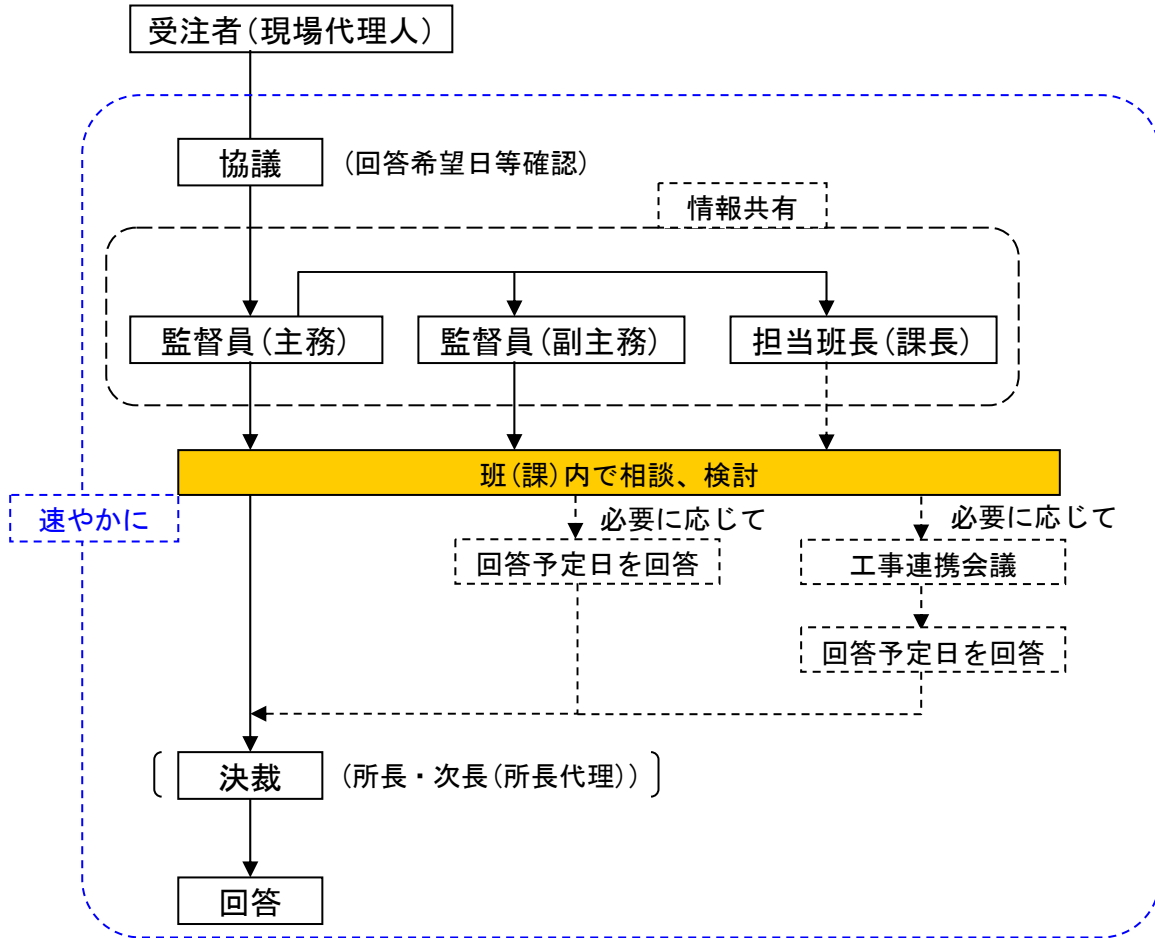 受注者(現場代理人)
協議
(回答希望日等確認)
情報共有
監督員(主務)
監督員(副主務)
担当班長(課長)
班(課)内で相談、検討
速やかに
必要に応じて
必要に応じて
回答予定日を回答
工事連携会議
回答予定日を回答
決裁
(所長・次長(所長代理))
回答